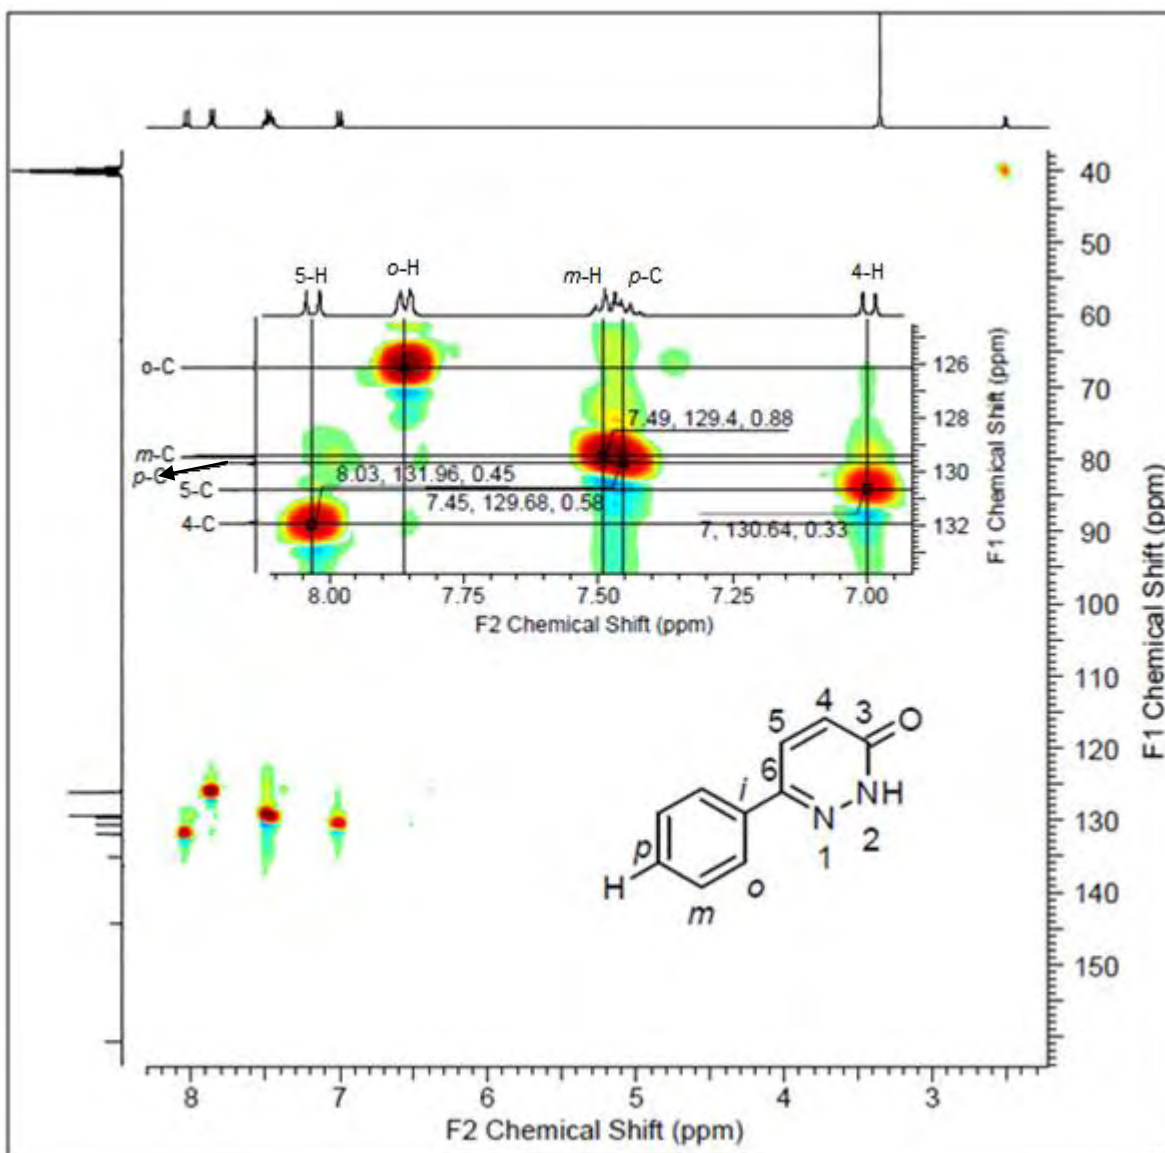 40
50
60
70
80
90
100
110
120
130
140
150
F1 Chemical Shift (ppm)
5-H
o-H
m-H
p-C
4-H
o-C
m-C
p-C
5-C
4-C
126
128
130
132
F1 Chemical Shift (ppm)
7.49, 129.4, 0.88
8.03, 131.96, 0.45
7.45, 129.68, 0.58
7, 130.64, 0.33
8.00
7.75
7.50
7.25
7.00
F2 Chemical Shift (ppm)
4
5
3
O
6
i
NH
N
2
1
p
H
o
m
8
7
6
5
4
3
F2 Chemical Shift (ppm)